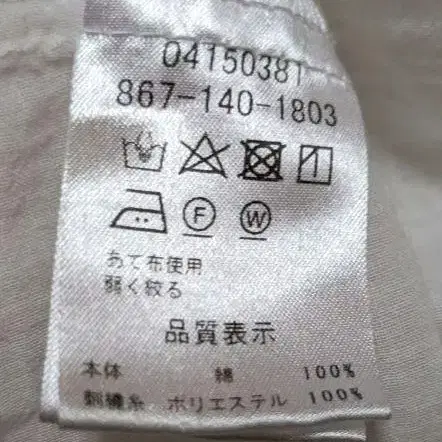 04150381
867-140-1803
F W
あて布使用
弱く絞る
品質表示
本体 綿 100%
刺繍糸 ポリエステル 100%